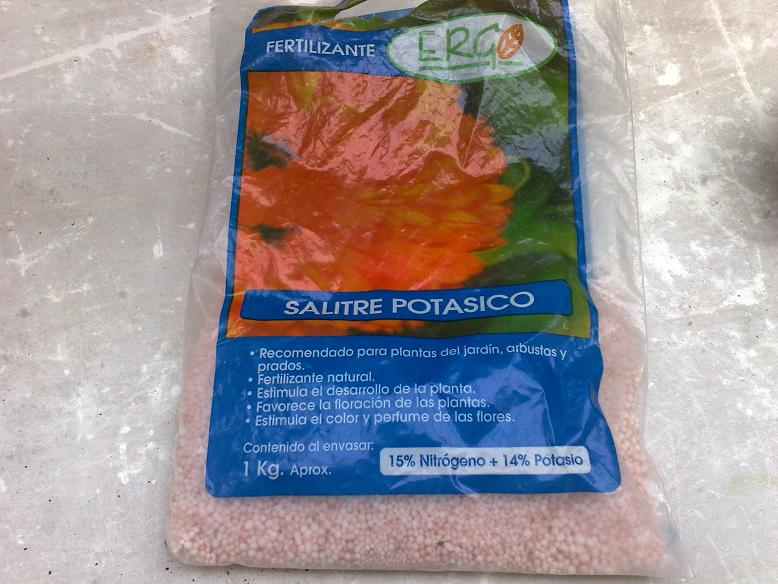 FERTILIZANTE
ERGO
SALITRE POTASICO
• Recomendado para plantas del jardín, arbustos y
prados.
• Fertilizante natural.
• Estimula el desarrollo de la planta.
• Favorece la floración de las plantas.
• Estimula el color y perfume de las flores.
Contenido al envasar:
1 Kg. Aprox.
15% Nitrógeno + 14% Potasio